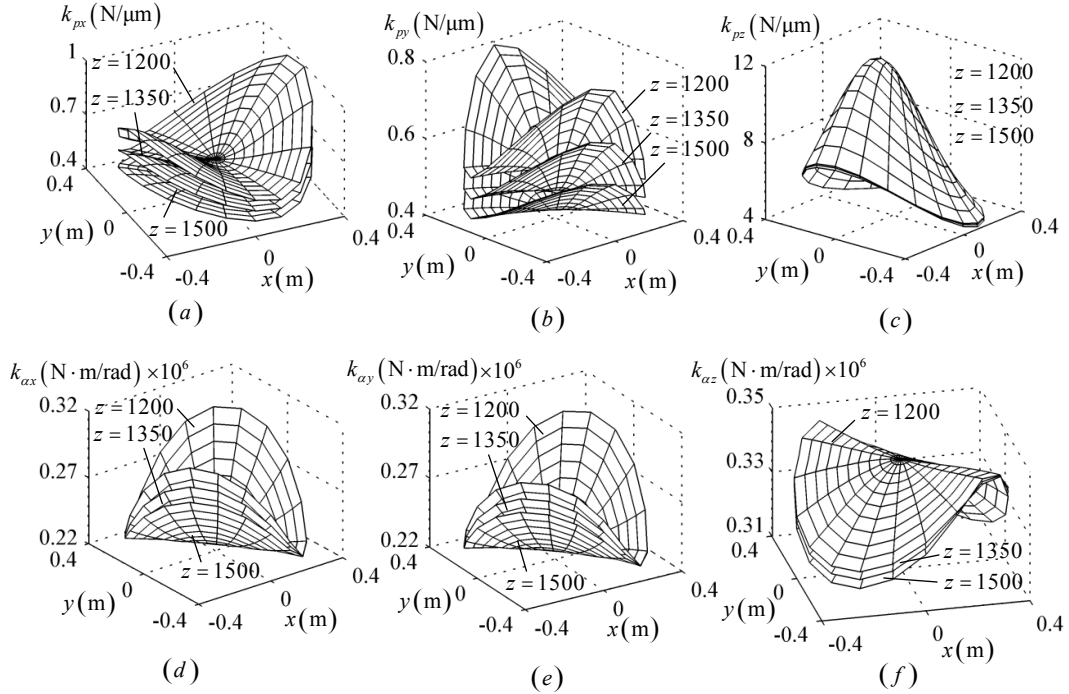 k_px (N/μm)
1
0.7
0.4
0.4
0
-0.4
-0.4
0
0.4
y(m)
x(m)
z=1200
z=1350
z=1500
(a)
k_py (N/μm)
0.8
0.6
0.4
0.4
0
-0.4
-0.4
0
0.4
y(m)
x(m)
z=1200
z=1350
z=1500
(b)
k_pz (N/μm)
12
8
4
0.4
0
-0.4
-0.4
0
0.4
y(m)
x(m)
z=1200
z=1350
z=1500
(c)
k_αx (N·m/rad)×10⁶
0.32
0.27
0.22
0.4
0
-0.4
-0.4
0
0.4
y(m)
x(m)
z=1200
z=1350
z=1500
(d)
k_αy (N·m/rad)×10⁶
0.32
0.27
0.22
0.4
0
-0.4
-0.4
0
0.4
y(m)
x(m)
z=1200
z=1350
z=1500
(e)
k_αz (N·m/rad)×10⁶
0.35
0.33
0.31
0.4
0
-0.4
-0.4
0
0.4
y(m)
x(m)
z=1200
z=1350
z=1500
(f)